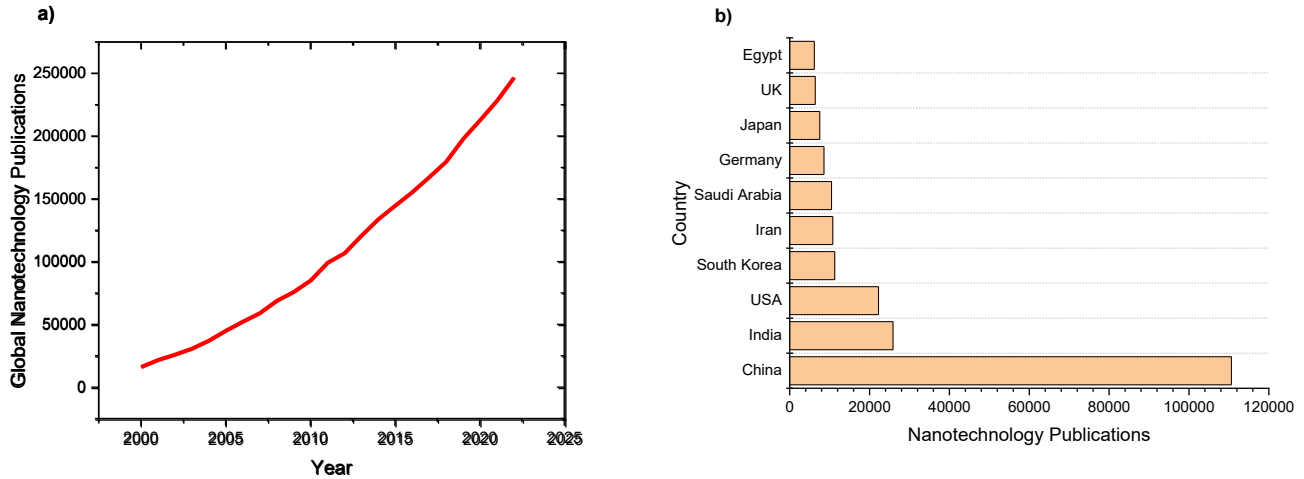 a)
Global Nanotechnology Publications
250000
200000
150000
100000
50000
0
2000 2005 2010 2015 2020 2025
Year
b)
Country
Egypt
UK
Japan
Germany
Saudi Arabia
Iran
South Korea
USA
India
China
0 20000 40000 60000 80000 100000 120000
Nanotechnology Publications